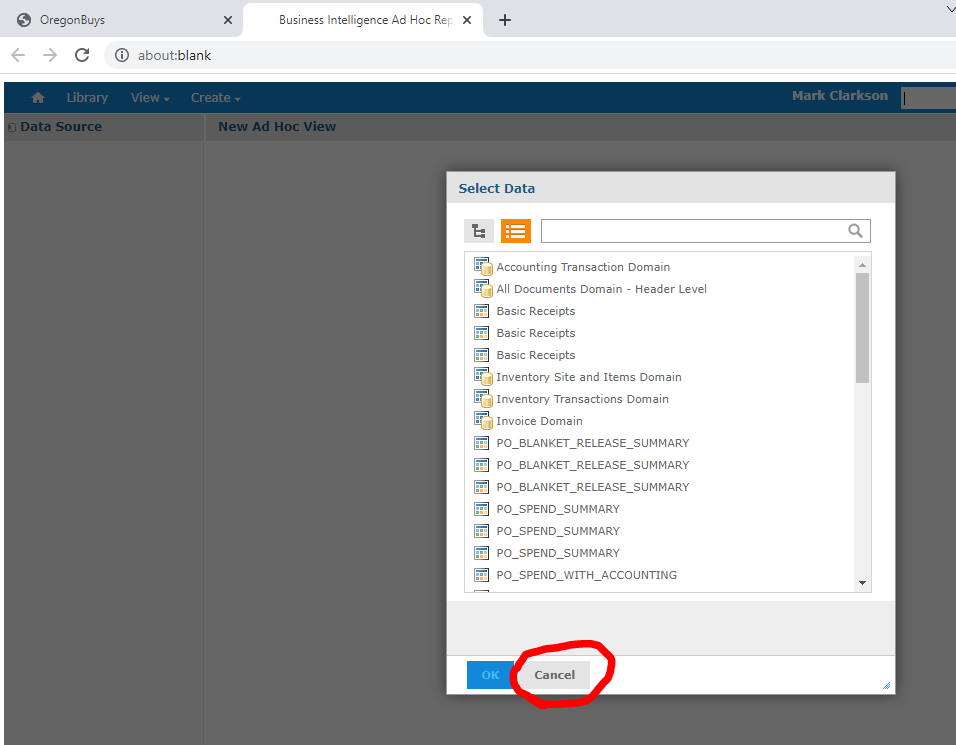 OregonBuys
Business Intelligence Ad Hoc Rep
about:blank
Library View Create
Mark Clarkson
Data Source
New Ad Hoc View
Select Data
Accounting Transaction Domain
All Documents Domain - Header Level
Basic Receipts
Basic Receipts
Basic Receipts
Inventory Site and Items Domain
Inventory Transactions Domain
Invoice Domain
PO_BLANKET_RELEASE_SUMMARY
PO_BLANKET_RELEASE_SUMMARY
PO_BLANKET_RELEASE_SUMMARY
PO_SPEND_SUMMARY
PO_SPEND_SUMMARY
PO_SPEND_SUMMARY
PO_SPEND_WITH_ACCOUNTING
OK Cancel